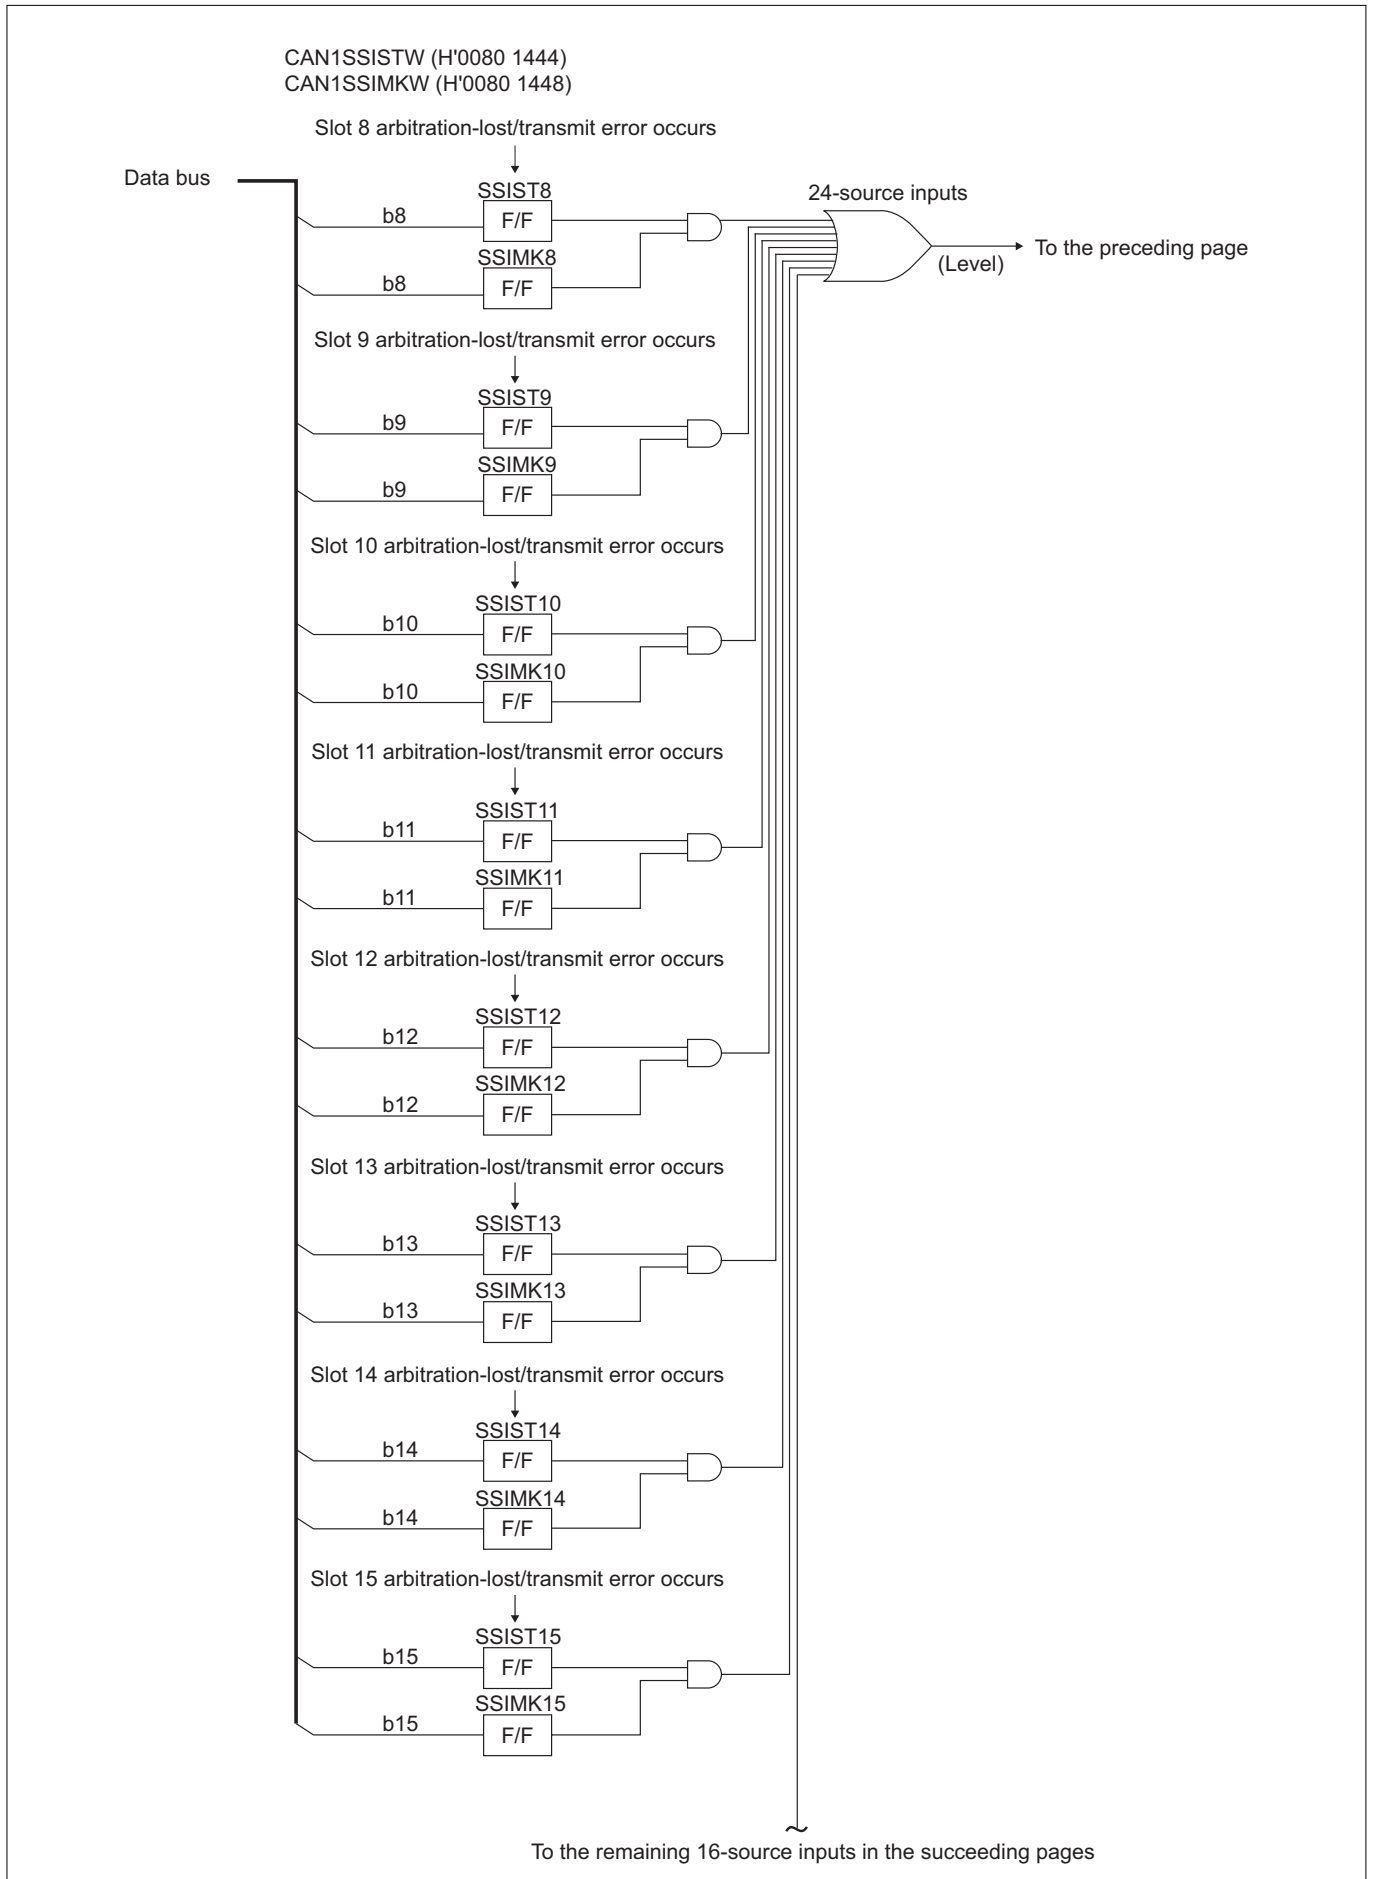 CAN1SSISTW (H'0080 1444)
CAN1SSIMKW (H'0080 1448)
Slot 8 arbitration-lost/transmit error occurs
Data bus
SSIST8
24-source inputs
b8
F/F
To the preceding page
(Level)
SSIMK8
b8
F/F
Slot 9 arbitration-lost/transmit error occurs
SSIST9
b9
F/F
SSIMK9
b9
F/F
Slot 10 arbitration-lost/transmit error occurs
SSIST10
b10
F/F
SSIMK10
b10
F/F
Slot 11 arbitration-lost/transmit error occurs
SSIST11
b11
F/F
SSIMK11
b11
F/F
Slot 12 arbitration-lost/transmit error occurs
SSIST12
b12
F/F
SSIMK12
b12
F/F
Slot 13 arbitration-lost/transmit error occurs
SSIST13
b13
F/F
SSIMK13
b13
F/F
Slot 14 arbitration-lost/transmit error occurs
SSIST14
b14
F/F
SSIMK14
b14
F/F
Slot 15 arbitration-lost/transmit error occurs
SSIST15
b15
F/F
SSIMK15
b15
F/F
To the remaining 16-source inputs in the succeeding pages